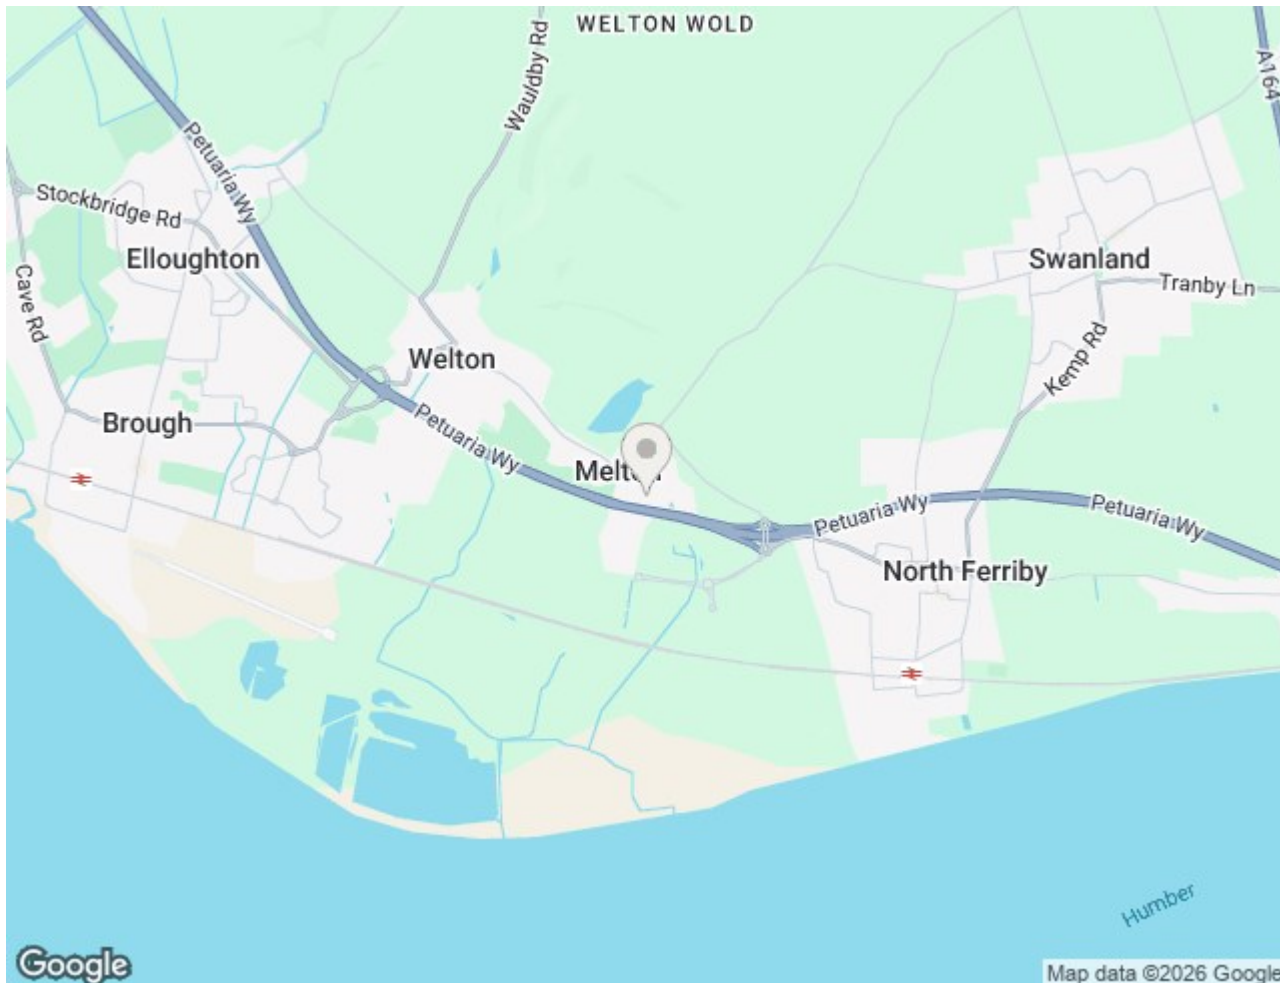 WELTON WOLD
Wauldby Rd
A164
Petuaria Wy
Stockbridge Rd
Elloughton
Swanland
Tranby Ln
Cave Rd
Kemp Rd
Welton
Brough
Petuaria Wy
Melton
Petuaria Wy
Petuaria Wy
North Ferriby
Humber
Google
Map data ©2026 Google